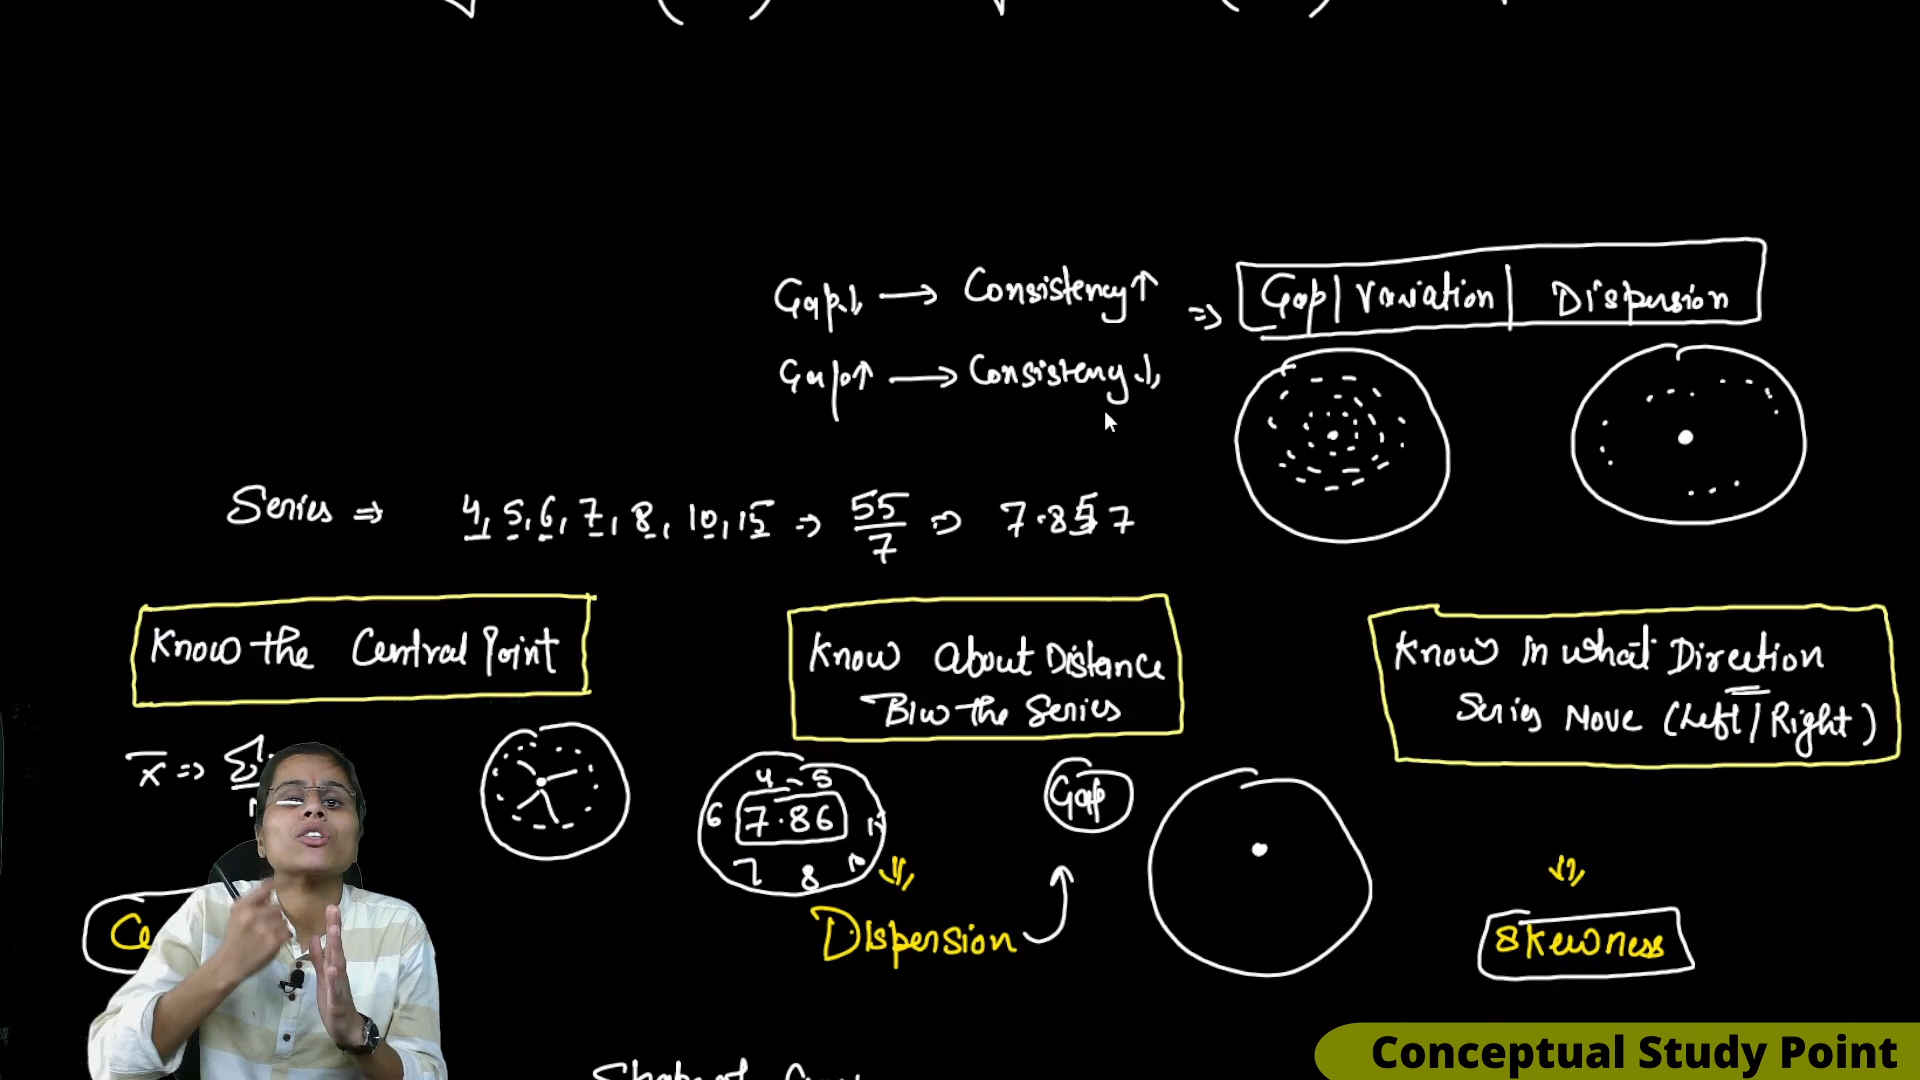 Gap↓ → Consistency↑ ⇒ Gap | Variation | Dispersion
Gap↑ → Consistency↓
Series ⇒ 4, 5, 6, 7, 8, 10, 15 ⇒ 55/7 ⇒ 7.857
Know the Central Point
Know about Distance
B/w the Series
Know In what Direction
Series Move (Left / Right)
x̄ ⇒ Σ
4 5
6 7.86
7 8 10
Gap
Dispersion
Skewness
Ce
Conceptual Study Point